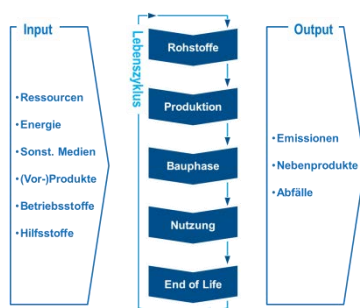 Input
•Ressourcen
•Energie
•Sonst. Medien
•(Vor-)Produkte
•Betriebsstoffe
•Hilfsstoffe
Lebenszyklus
Rohstoffe
Produktion
Bauphase
Nutzung
End of Life
Output
•Emissionen
•Nebenprodukte
•Abfälle